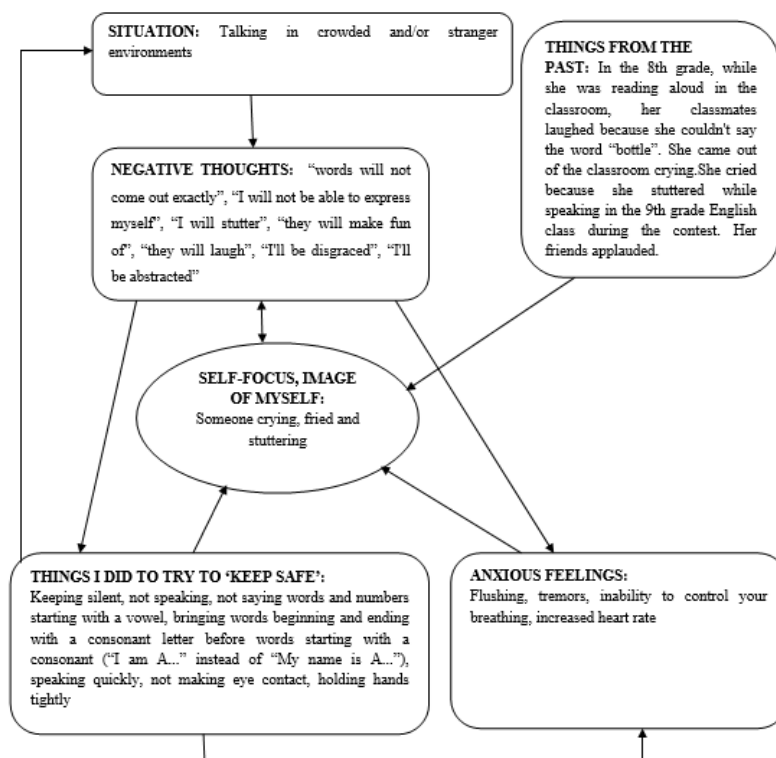 SITUATION: Talking in crowded and/or stranger
environments
THINGS FROM THE
PAST: In the 8th grade, while
she was reading aloud in the
classroom, her classmates
laughed because she couldn't say
the word “bottle”. She came out
of the classroom crying.She cried
because she stuttered while
speaking in the 9th grade English
class during the contest. Her
friends applauded.
NEGATIVE THOUGHTS: “words will not
come out exactly”, “I will not be able to express
myself”, “I will stutter”, “they will make fun
of”, “they will laugh”, “I'll be disgraced”, “I'll
be abstracted”
SELF-FOCUS, IMAGE
OF MYSELF:
Someone crying, fried and
stuttering
THINGS I DID TO TRY TO ‘KEEP SAFE’:
Keeping silent, not speaking, not saying words and numbers
starting with a vowel, bringing words beginning and ending
with a consonant letter before words starting with a
consonant (“I am A...” instead of “My name is A...”),
speaking quickly, not making eye contact, holding hands
tightly
ANXIOUS FEELINGS:
Flushing, tremors, inability to control your
breathing, increased heart rate